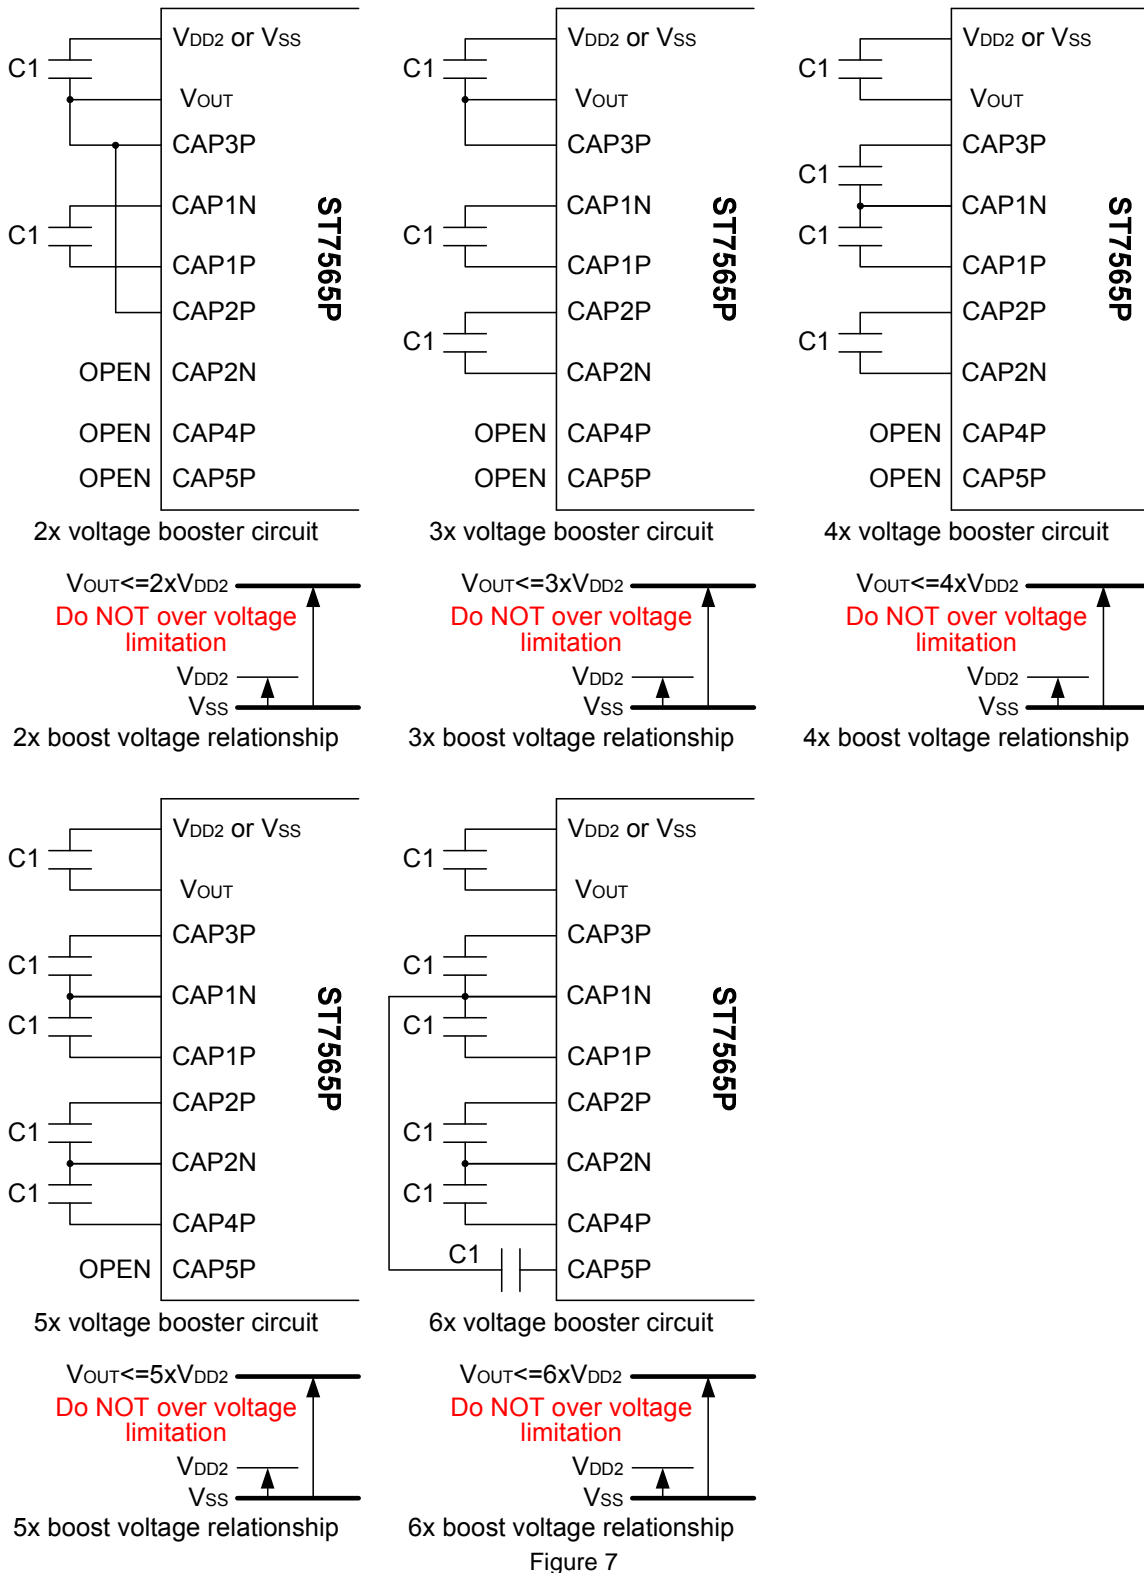 VDD2 or VSS
C1
VOUT
CAP3P
CAP1N
C1
CAP1P
CAP2P
OPEN CAP2N
OPEN CAP4P
OPEN CAP5P
ST7565P
2x voltage booster circuit
VOUT<=2xVDD2
Do NOT over voltage
limitation
VDD2
VSS
2x boost voltage relationship
VDD2 or VSS
C1
VOUT
CAP3P
CAP1N
C1
CAP1P
CAP2P
C1
CAP2N
OPEN CAP4P
OPEN CAP5P
ST7565P
3x voltage booster circuit
VOUT<=3xVDD2
Do NOT over voltage
limitation
VDD2
VSS
3x boost voltage relationship
VDD2 or VSS
C1
VOUT
CAP3P
C1
CAP1N
C1
CAP1P
CAP2P
C1
CAP2N
OPEN CAP4P
OPEN CAP5P
ST7565P
4x voltage booster circuit
VOUT<=4xVDD2
Do NOT over voltage
limitation
VDD2
VSS
4x boost voltage relationship
VDD2 or VSS
C1
VOUT
CAP3P
C1
CAP1N
C1
CAP1P
CAP2P
C1
CAP2N
C1
CAP4P
OPEN CAP5P
ST7565P
5x voltage booster circuit
VOUT<=5xVDD2
Do NOT over voltage
limitation
VDD2
VSS
5x boost voltage relationship
VDD2 or VSS
C1
VOUT
CAP3P
C1
CAP1N
C1
CAP1P
CAP2P
C1
CAP2N
C1
CAP4P
C1
CAP5P
ST7565P
6x voltage booster circuit
VOUT<=6xVDD2
Do NOT over voltage
limitation
VDD2
VSS
6x boost voltage relationship
Figure 7